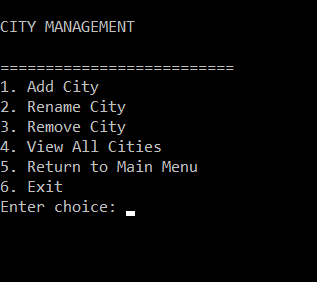 CITY MANAGEMENT
==========================
1. Add City
2. Rename City
3. Remove City
4. View All Cities
5. Return to Main Menu
6. Exit
Enter choice: